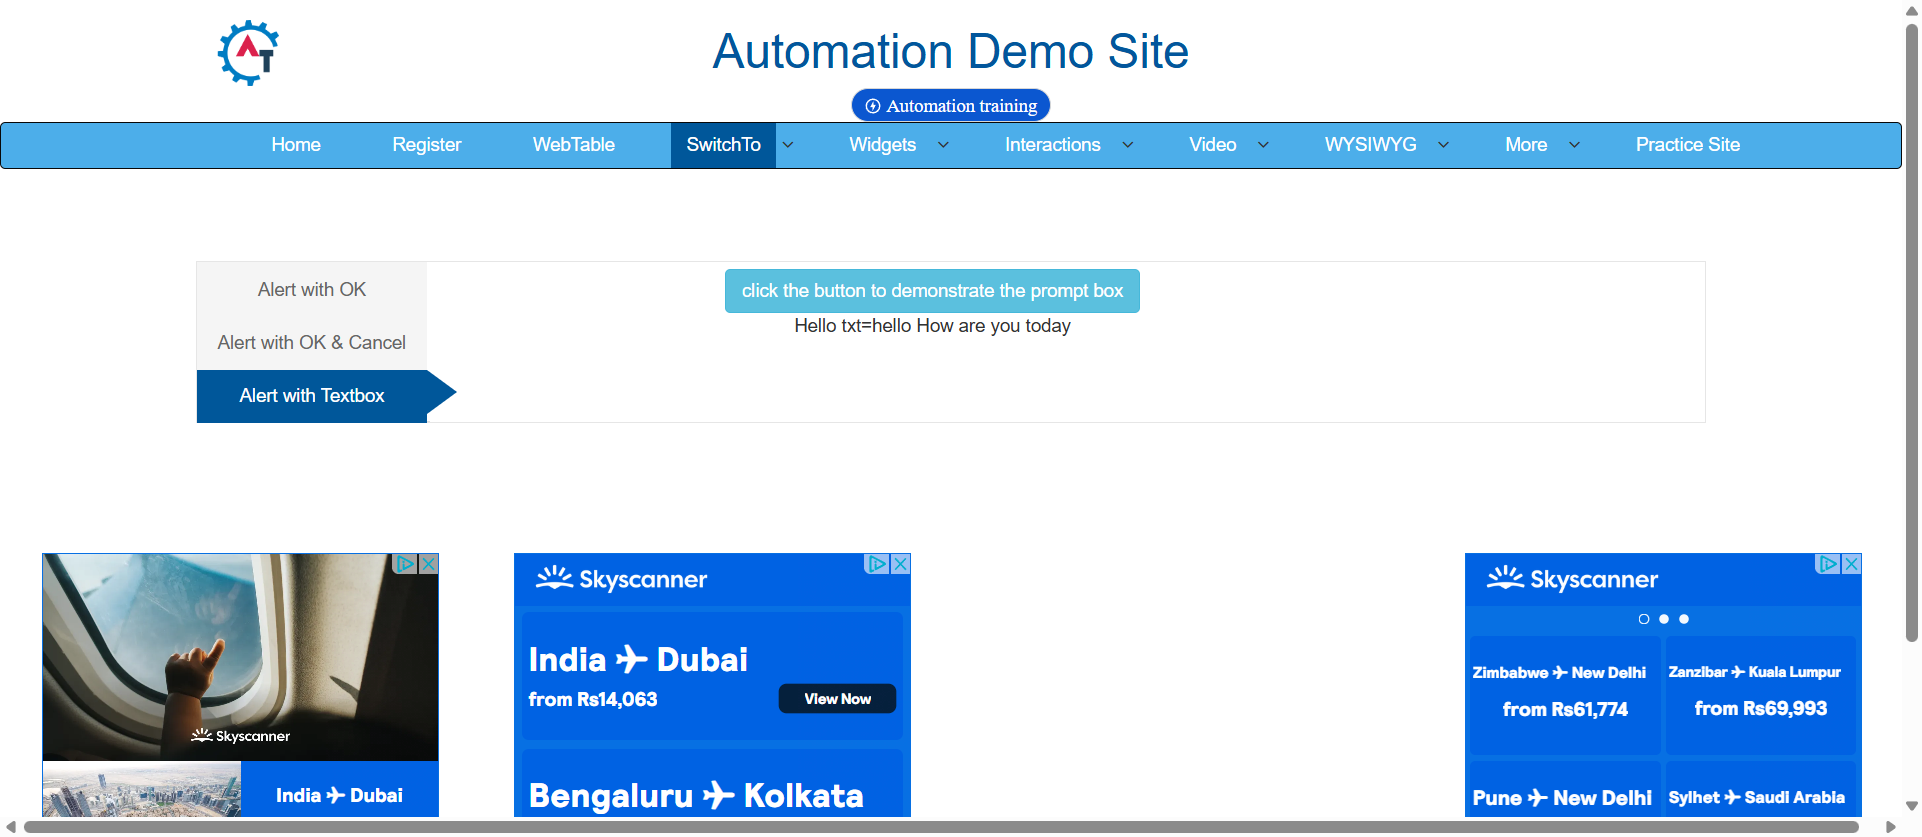 AT
Automation Demo Site
Automation training
Home Register WebTable SwitchTo Widgets Interactions Video WYSIWYG More Practice Site
Alert with OK
Alert with OK & Cancel
Alert with Textbox
click the button to demonstrate the prompt box
Hello txt=hello How are you today
Skyscanner
India Dubai
Skyscanner
India Dubai
from Rs14,063
View Now
Bengaluru Kolkata
Skyscanner
Zimbabwe New Delhi
from Rs61,774
Zanzibar Kuala Lumpur
from Rs69,993
Pune New Delhi
Sylhet Saudi Arabia